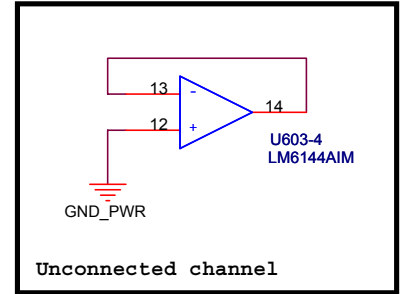 13
-
14
12
+
U603-4
LM6144AIM
GND_PWR
Unconnected channel